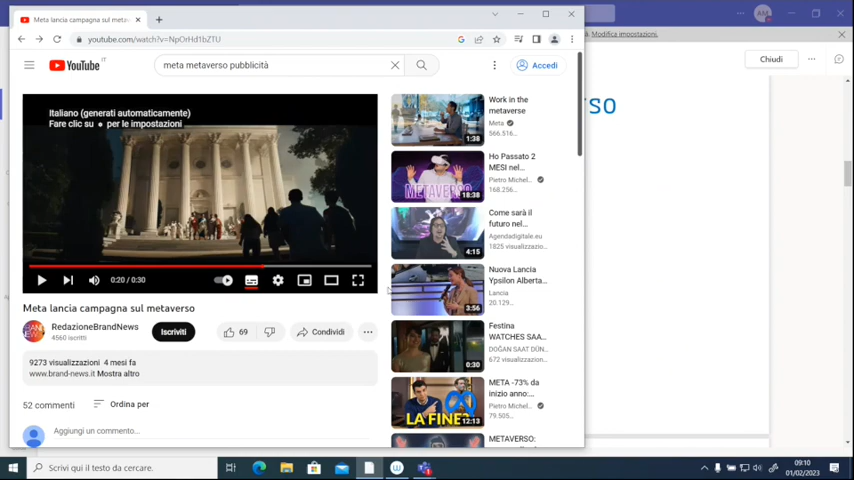 Meta lancia campagna sul meta
youtube.com/watch?v=NpOrHd1bZTU
AM
Modifica impostazioni.
YouTube IT
meta metaverso pubblicità
Accedi
Chiudi
so
Italiano (generati automaticamente)
Fare clic su per le impostazioni
0:20 / 0:30
Meta lancia campagna sul metaverso
RedazioneBrandNews
4560 iscritti
Iscriviti
69
Condividi
9273 visualizzazioni 4 mesi fa
www.brand-news.it Mostra altro
52 commenti
Ordina per
Aggiungi un commento...
Work in the
metaverse
Meta
566.516...
1:38
Ho Passato 2
MESI nel...
Pietro Michel...
168.256...
METAVERSO
18:38
Come sarà il
futuro nel...
Agendadigitale.eu
1825 visualizzazio...
4:15
Nuova Lancia
Ypsilon Alberta...
Lancia
20.129...
3:56
Festina
WATCHES SAA...
DOĞAN SAAT DÜN...
672 visualizzazion...
0:30
META -73% da
inizio anno:...
Pietro Michel...
79.505...
LA FINE?
12:13
METAVERSO:
Scrivi qui il testo da cercare.
09:10
01/02/2023